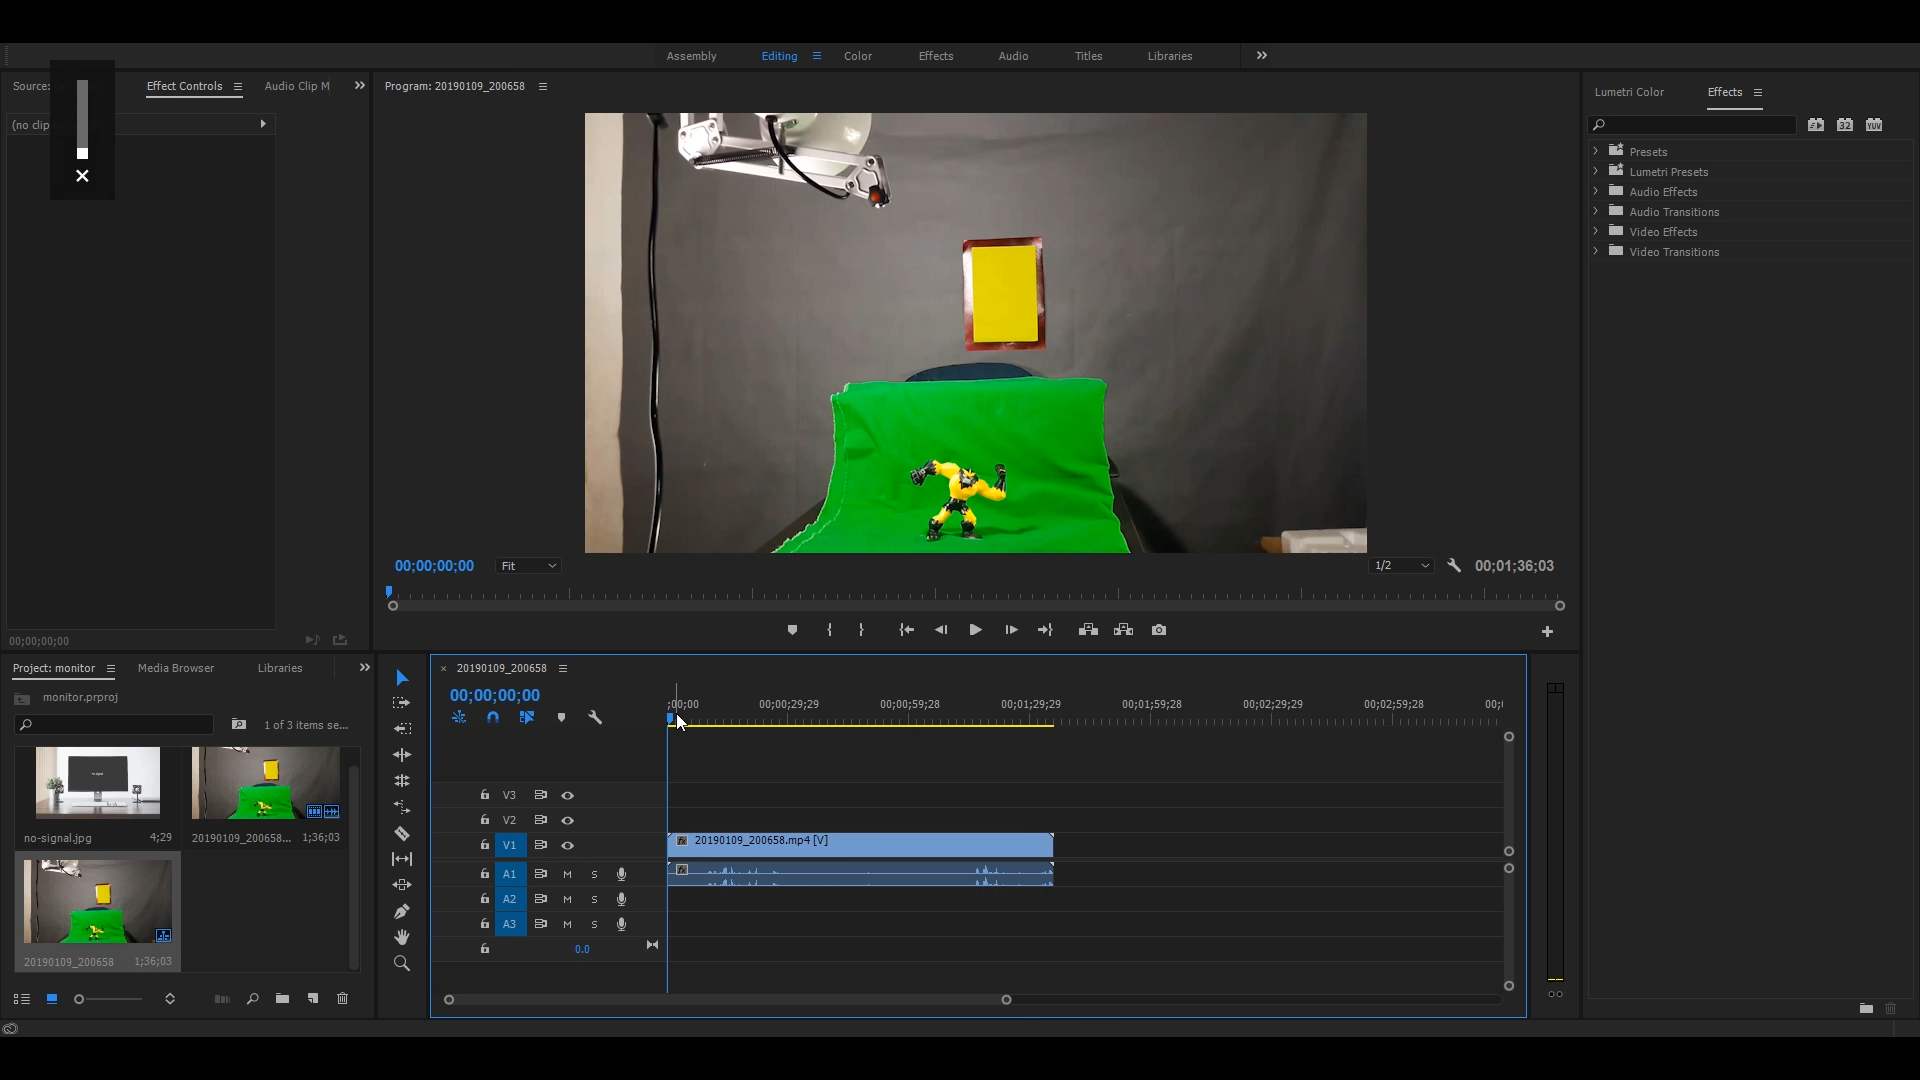 Assembly
Editing
Color
Effects
Audio
Titles
Libraries
Source:
Effect Controls
Audio Clip M
Program: 20190109_200658
Lumetri Color
Effects
(no clip
32
YUV
Presets
Lumetri Presets
Audio Effects
Audio Transitions
Video Effects
Video Transitions
00;00;00;00
Fit
1/2
00;01;36;03
00;00;00;00
Project: monitor
Media Browser
Libraries
monitor.prproj
1 of 3 items se...
no-signal.jpg
4;29
20190109_200658...
1;36;03
20190109_200658
1;36;03
20190109_200658
00;00;00;00
;00;00
00;00;29;29
00;00;59;28
00;01;29;29
00;01;59;28
00;02;29;28
00;02;59;28
V3
V2
V1
fx 20190109_200658.mp4 [V]
A1 M S
fx
A2 M S
A3 M S
0.0